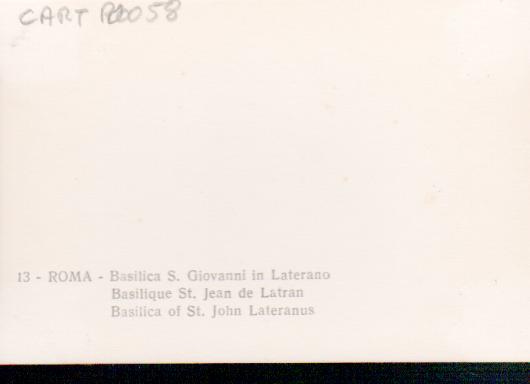 CART
13 - ROMA - Basilica S. Giovanni in Laterano
Basilique St. Jean de Latran
Basilica of St. John Lateranus